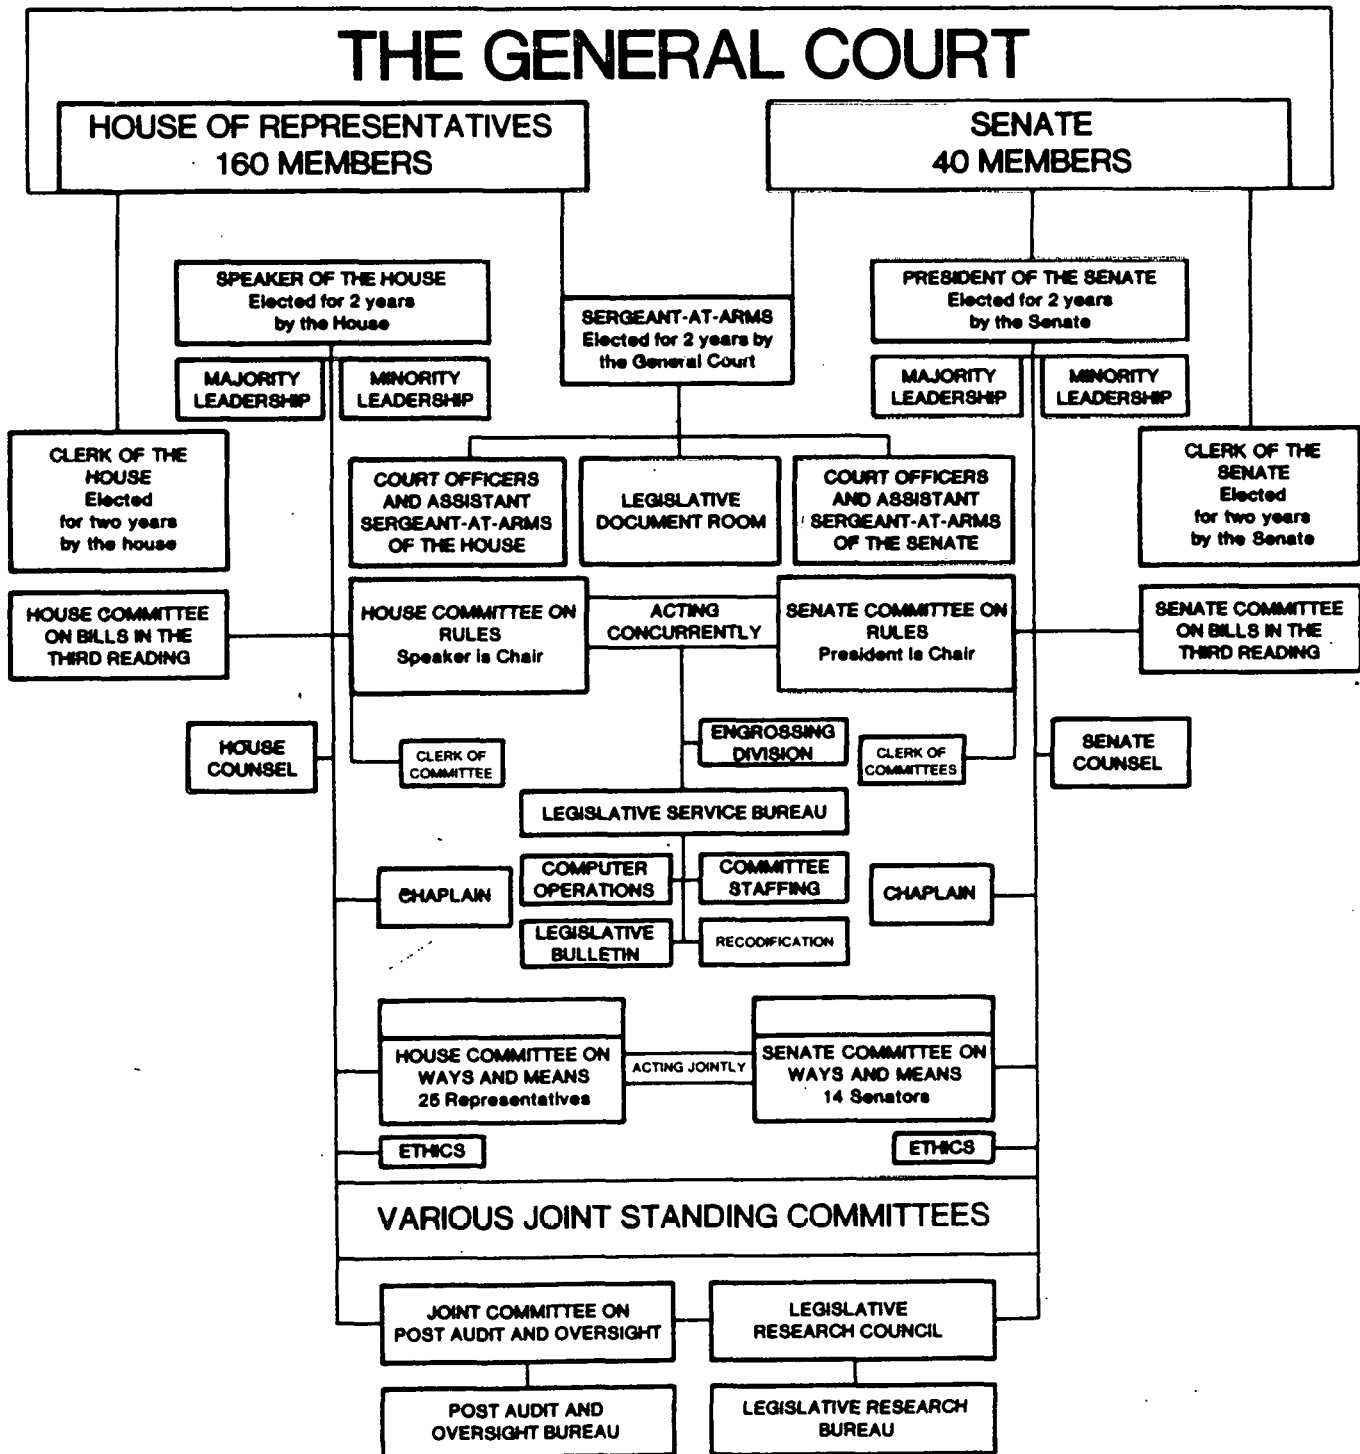 THE GENERAL COURT
HOUSE OF REPRESENTATIVES
160 MEMBERS
SENATE
40 MEMBERS
SPEAKER OF THE HOUSE
Elected for 2 years
by the House
MAJORITY
LEADERSHIP
MINORITY
LEADERSHIP
SERGEANT-AT-ARMS
Elected for 2 years by
the General Court
PRESIDENT OF THE SENATE
Elected for 2 years
by the Senate
MAJORITY
LEADERSHIP
MINORITY
LEADERSHIP
CLERK OF THE
HOUSE
Elected
for two years
by the house
COURT OFFICERS
AND ASSISTANT
SERGEANT-AT-ARMS
OF THE HOUSE
LEGISLATIVE
DOCUMENT ROOM
COURT OFFICERS
AND ASSISTANT
SERGEANT-AT-ARMS
OF THE SENATE
CLERK OF THE
SENATE
Elected
for two years
by the Senate
HOUSE COMMITTEE
ON BILLS IN THE
THIRD READING
HOUSE COMMITTEE ON
RULES
Speaker is Chair
ACTING
CONCURRENTLY
SENATE COMMITTEE ON
RULES
President is Chair
SENATE COMMITTEE
ON BILLS IN THE
THIRD READING
HOUSE
COUNSEL
CLERK OF
COMMITTEE
ENGROSSING
DIVISION
CLERK OF
COMMITTEES
SENATE
COUNSEL
LEGISLATIVE SERVICE BUREAU
COMPUTER
OPERATIONS
COMMITTEE
STAFFING
CHAPLAIN
CHAPLAIN
LEGISLATIVE
BULLETIN
RECODIFICATION
HOUSE COMMITTEE ON
WAYS AND MEANS
25 Representatives
ACTING JOINTLY
SENATE COMMITTEE ON
WAYS AND MEANS
14 Senators
ETHICS
ETHICS
VARIOUS JOINT STANDING COMMITTEES
JOINT COMMITTEE ON
POST AUDIT AND OVERSIGHT
LEGISLATIVE
RESEARCH COUNCIL
POST AUDIT AND
OVERSIGHT BUREAU
LEGISLATIVE RESEARCH
BUREAU